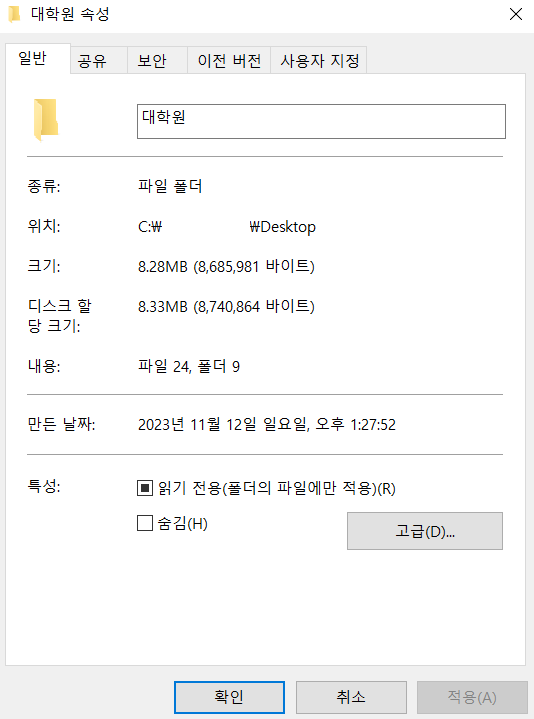 대학원 속성
일반 공유 보안 이전 버전 사용자 지정
대학원
종류: 파일 폴더
위치: C:₩ ₩Desktop
크기: 8.28MB (8,685,981 바이트)
디스크 할
당 크기: 8.33MB (8,740,864 바이트)
내용: 파일 24, 폴더 9
만든 날짜: 2023년 11월 12일 일요일, 오후 1:27:52
특성: 읽기 전용(폴더의 파일에만 적용)(R)
숨김(H)
고급(D)...
확인 취소 적용(A)